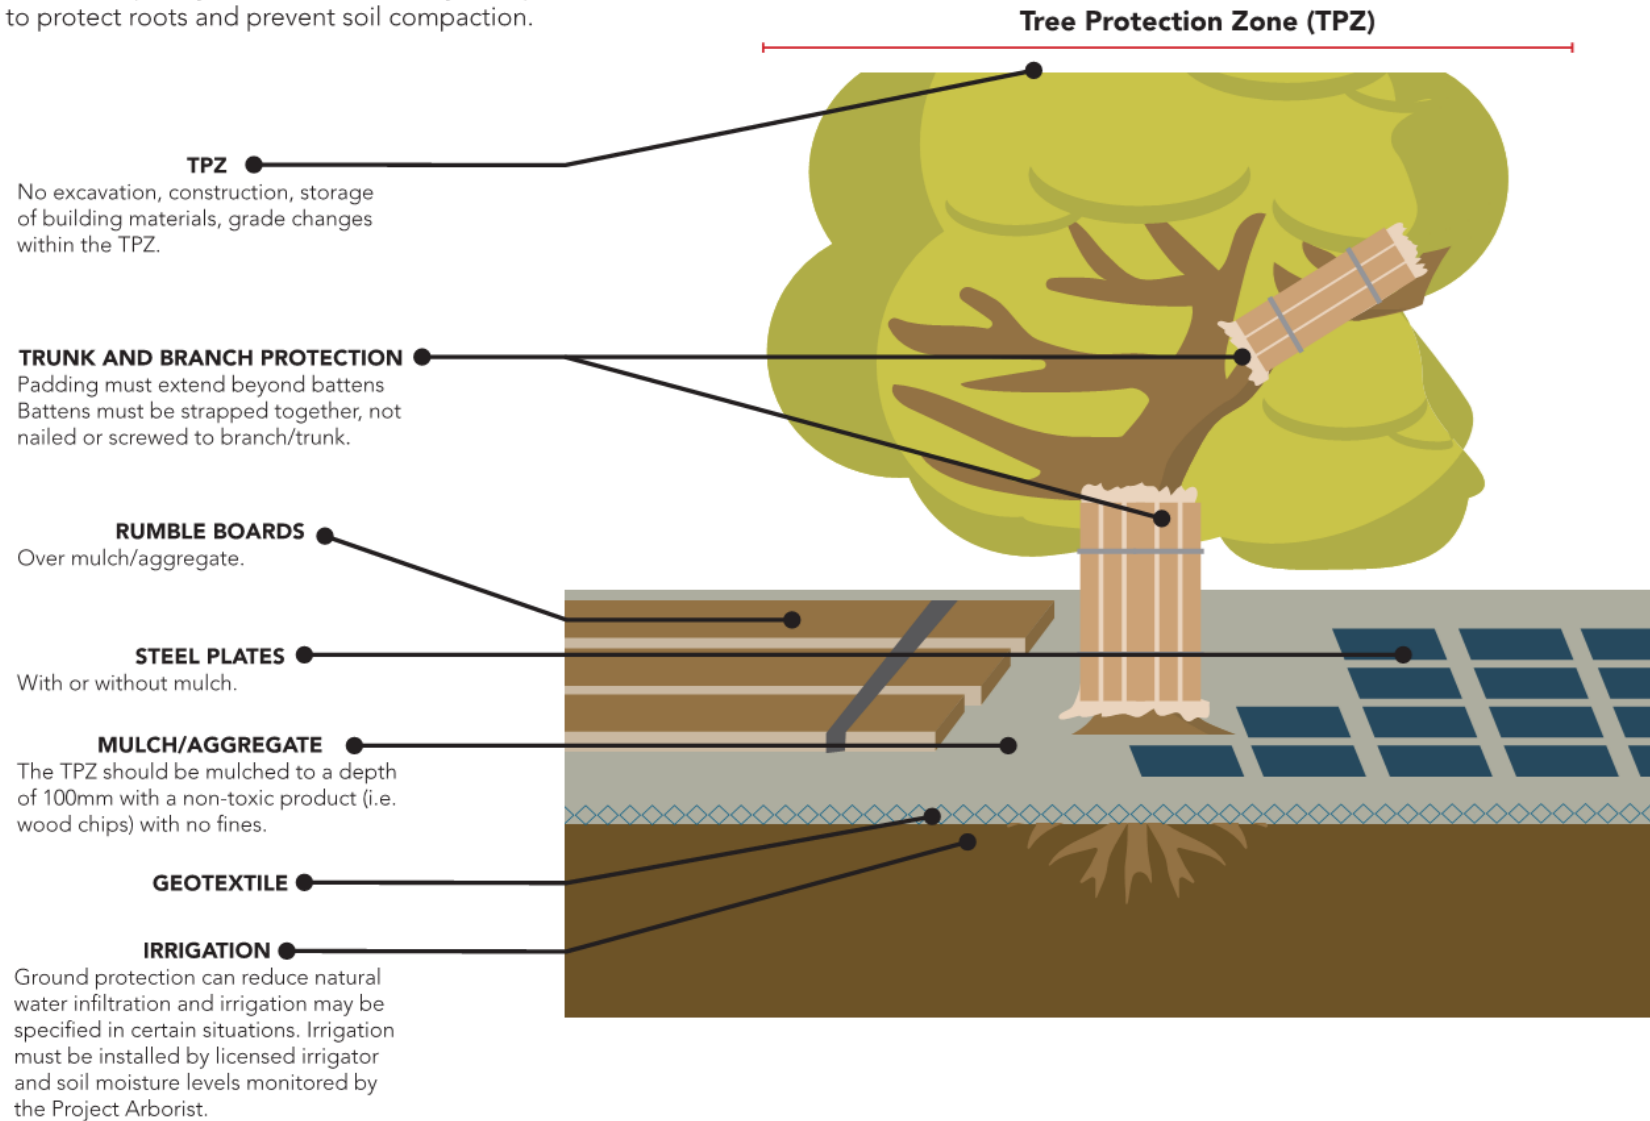 to protect roots and prevent soil compaction.
Tree Protection Zone (TPZ)
TPZ
No excavation, construction, storage
of building materials, grade changes
within the TPZ.
TRUNK AND BRANCH PROTECTION
Padding must extend beyond battens
Battens must be strapped together, not
nailed or screwed to branch/trunk.
RUMBLE BOARDS
Over mulch/aggregate.
STEEL PLATES
With or without mulch.
MULCH/AGGREGATE
The TPZ should be mulched to a depth
of 100mm with a non-toxic product (i.e.
wood chips) with no fines.
GEOTEXTILE
IRRIGATION
Ground protection can reduce natural
water infiltration and irrigation may be
specified in certain situations. Irrigation
must be installed by licensed irrigator
and soil moisture levels monitored by
the Project Arborist.